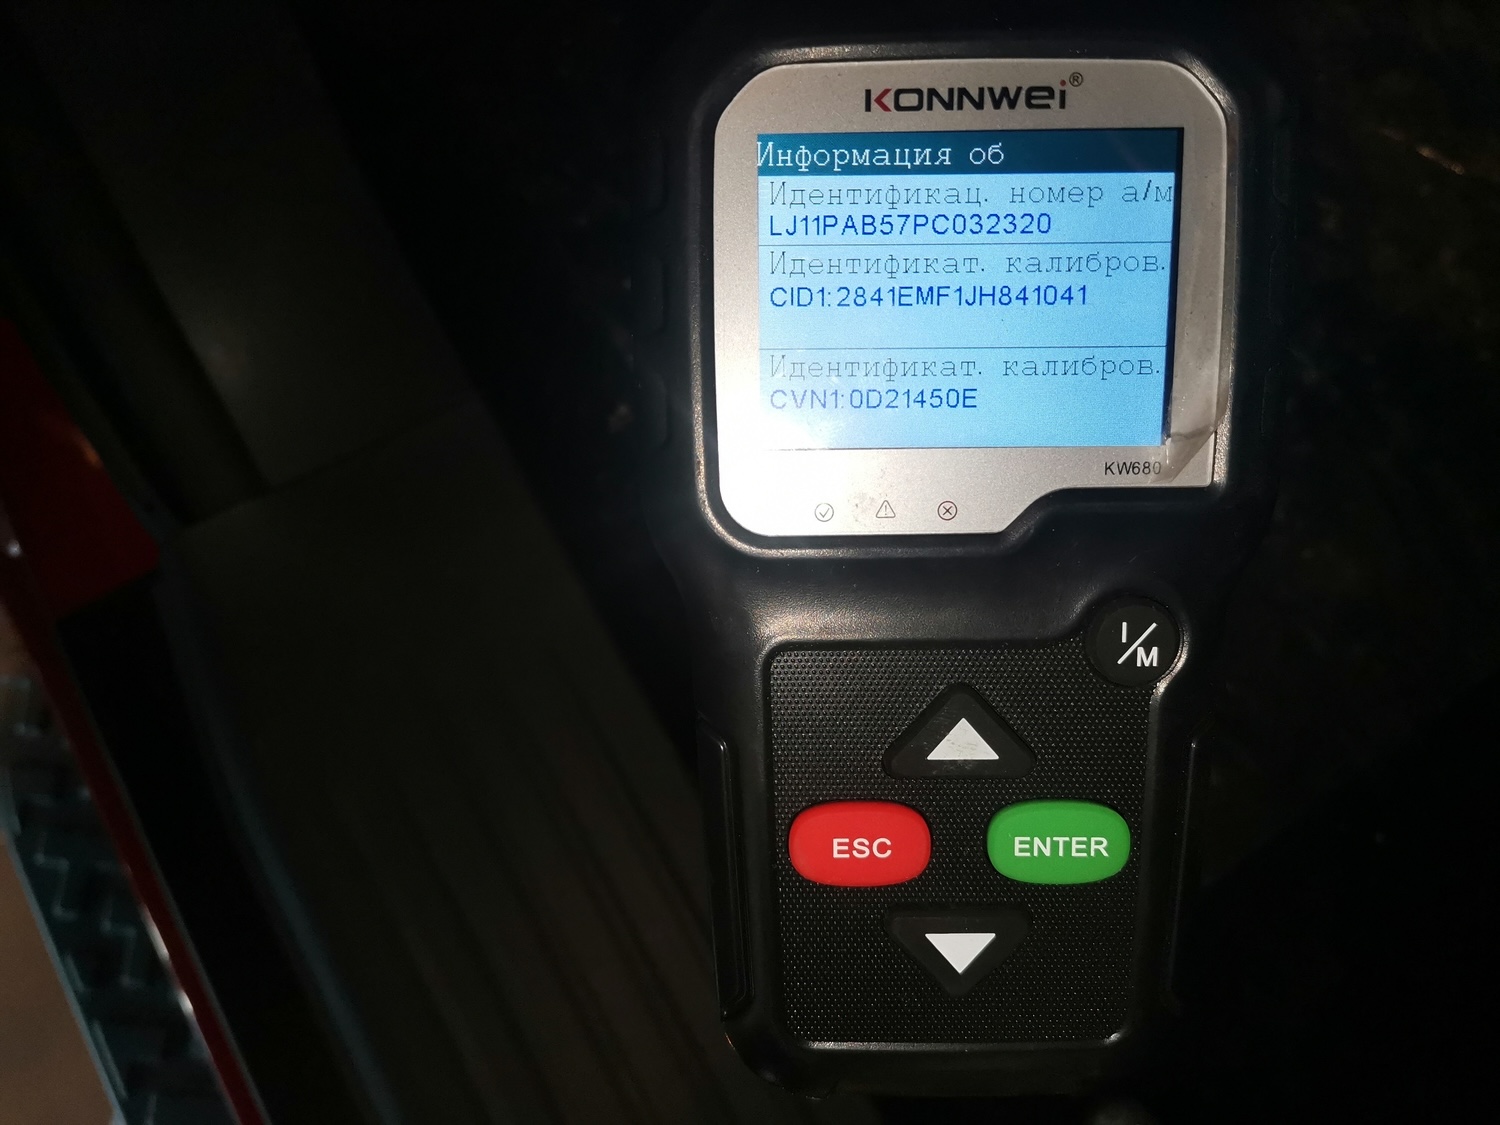 KONNWEI®
Информация об
Идентификац. номер а/м
LJ11PAB57PC032320
Идентификат. калибров.
CID1:2841EMF1JH841041
Идентификат. калибров.
CVN1:0D21450E
KW680
I/M
ESC
ENTER